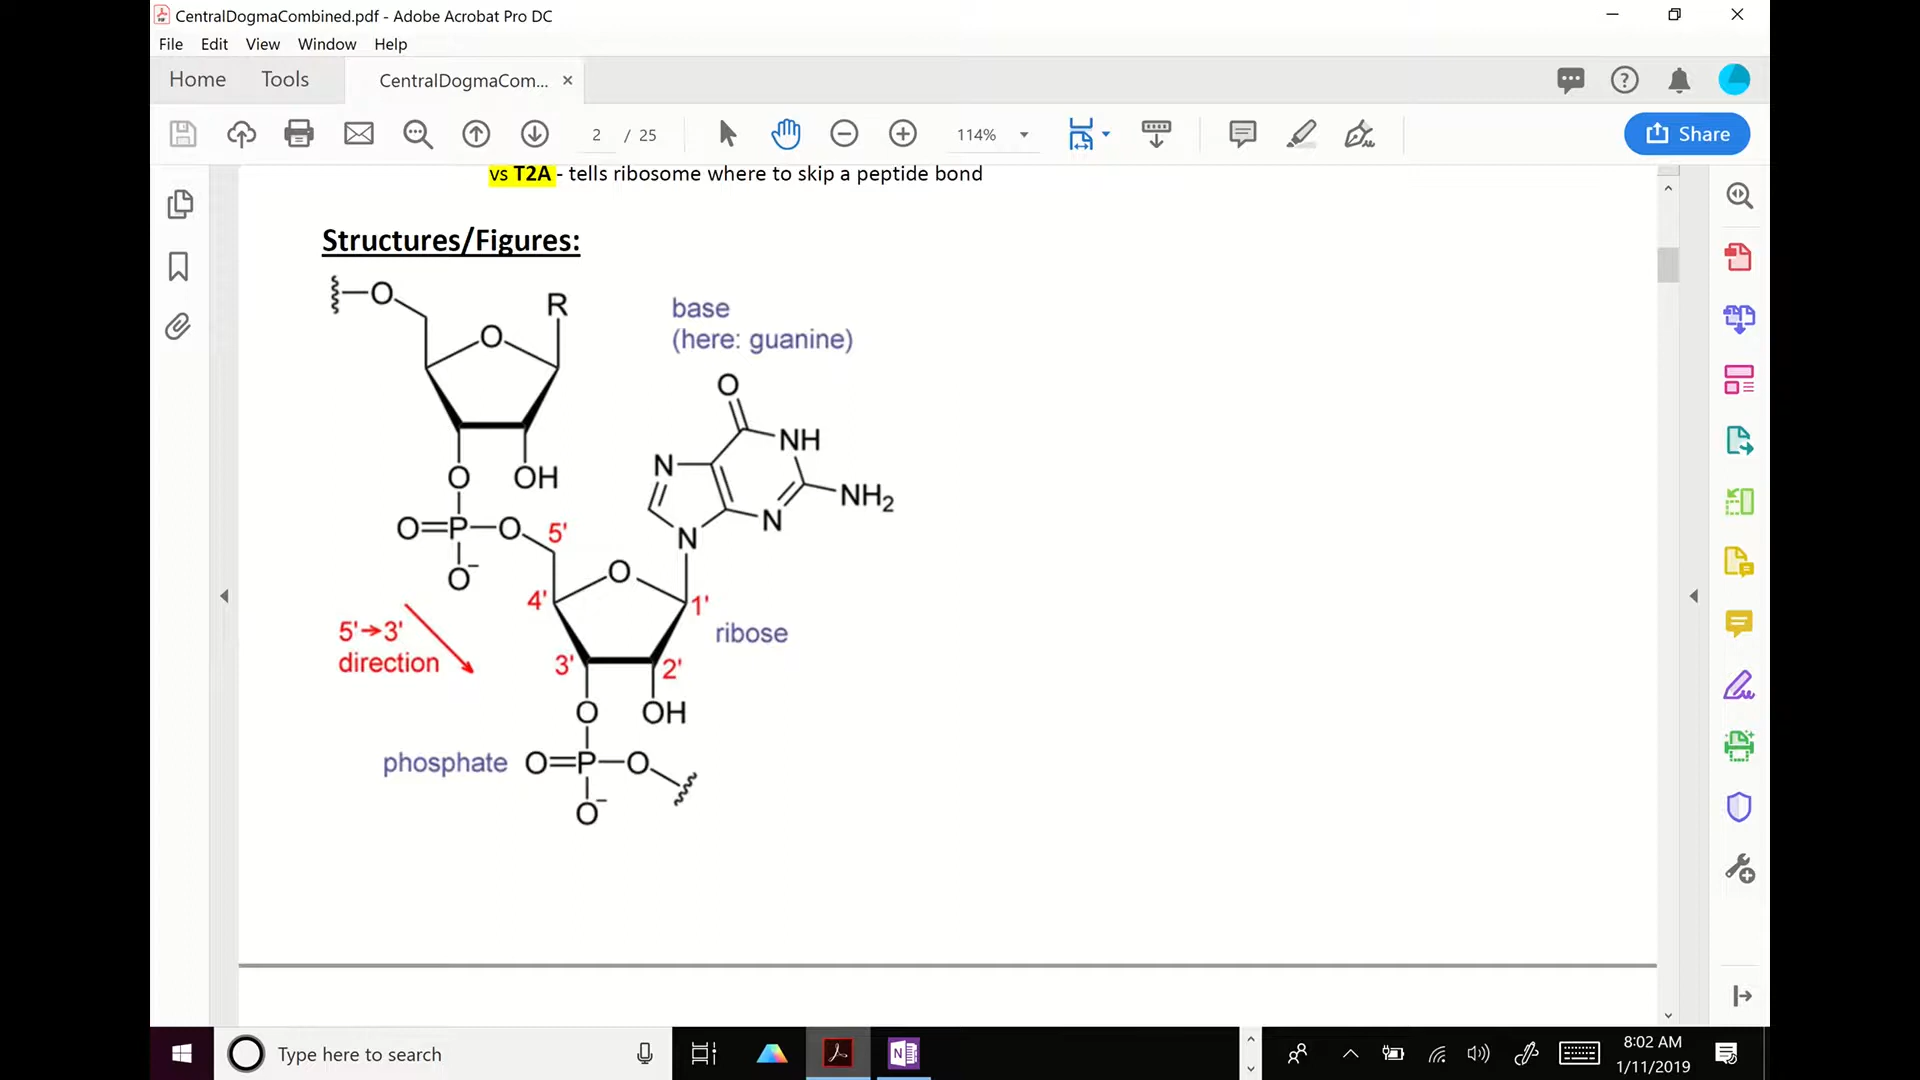 CentralDogmaCombined.pdf - Adobe Acrobat Pro DC
File Edit View Window Help
Home Tools CentralDogmaCom... ×
2 / 25 114% Share
vs T2A - tells ribosome where to skip a peptide bond
Structures/Figures:
O R
O
base
(here: guanine)
O
NH
N
O OH
NH2
N
N
O=P-O 5'
O-
O
4' 1'
5'→3'
direction
ribose
3' 2'
O OH
phosphate O=P-O
O-
Type here to search
8:02 AM
1/11/2019